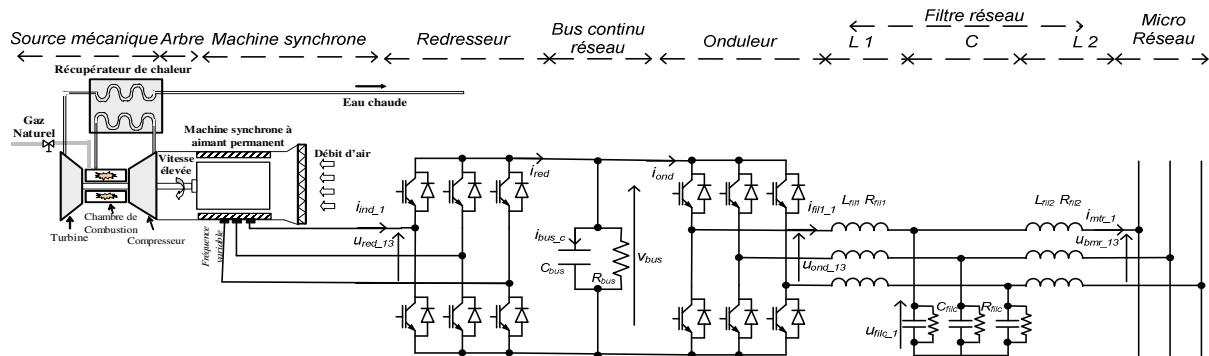 Filtre réseau
Micro
Réseau
Source mécanique
Arbre
Machine synchrone
Redresseur
Bus continu
réseau
Onduleur
L 1
C
L 2
Récupérateur de chaleur
Eau chaude
Gaz
Naturel
Machine synchrone à
aimant permanent
Vitesse
élevée
Débit d'air
Chambre de
Combustion
Turbine
Compresseur
Fréquence
variable
i_ind_1
u_red_13
i_red
i_bus_c
C_bus
R_bus
v_bus
i_ond
i_fil1_1
u_ond_13
L_fil1 R_fil1
L_fil2 R_fil2
i_mtr_1
u_bmr_13
C_filc
R_filc
u_filc_1